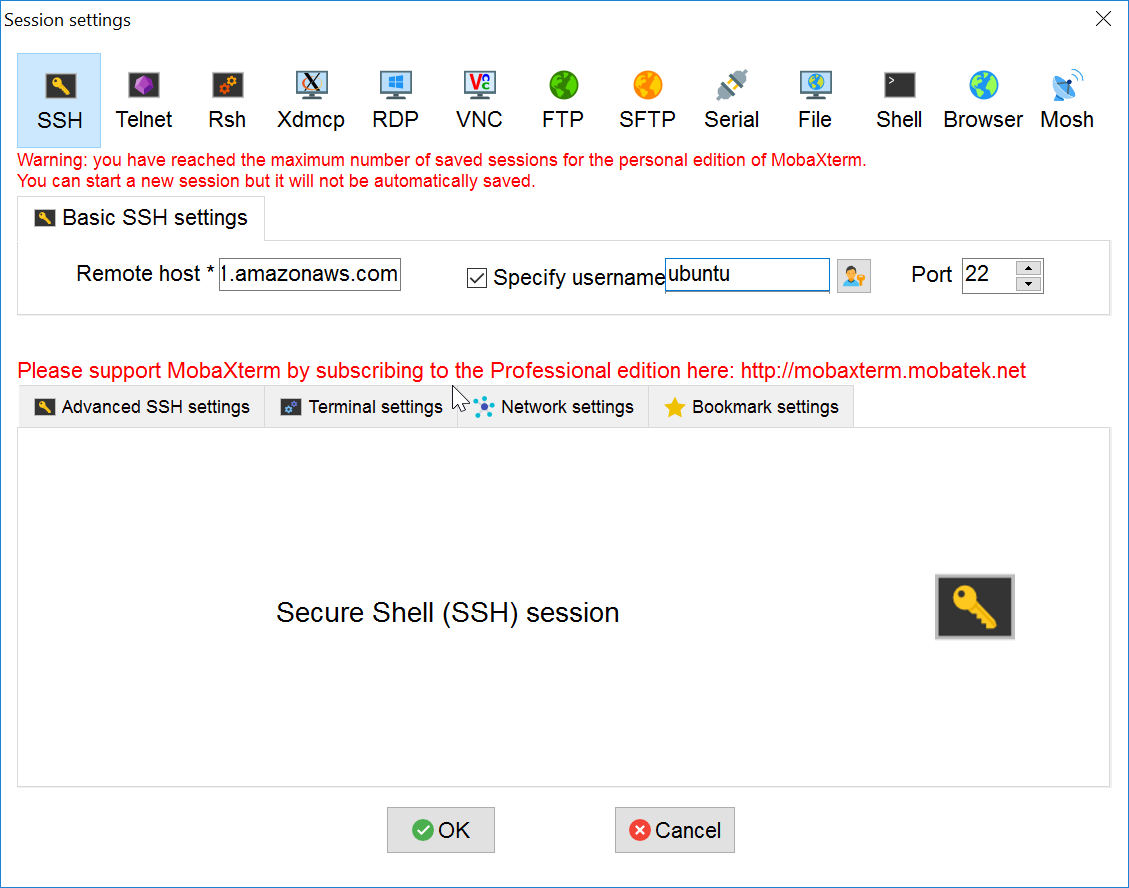 Session settings
SSH Telnet Rsh Xdmcp RDP VNC FTP SFTP Serial File Shell Browser Mosh
Warning: you have reached the maximum number of saved sessions for the personal edition of MobaXterm.
You can start a new session but it will not be automatically saved.
Basic SSH settings
Remote host * 1.amazonaws.com Specify username ubuntu Port 22
Please support MobaXterm by subscribing to the Professional edition here: http://mobaxterm.mobatek.net
Advanced SSH settings Terminal settings Network settings Bookmark settings
Secure Shell (SSH) session
OK Cancel